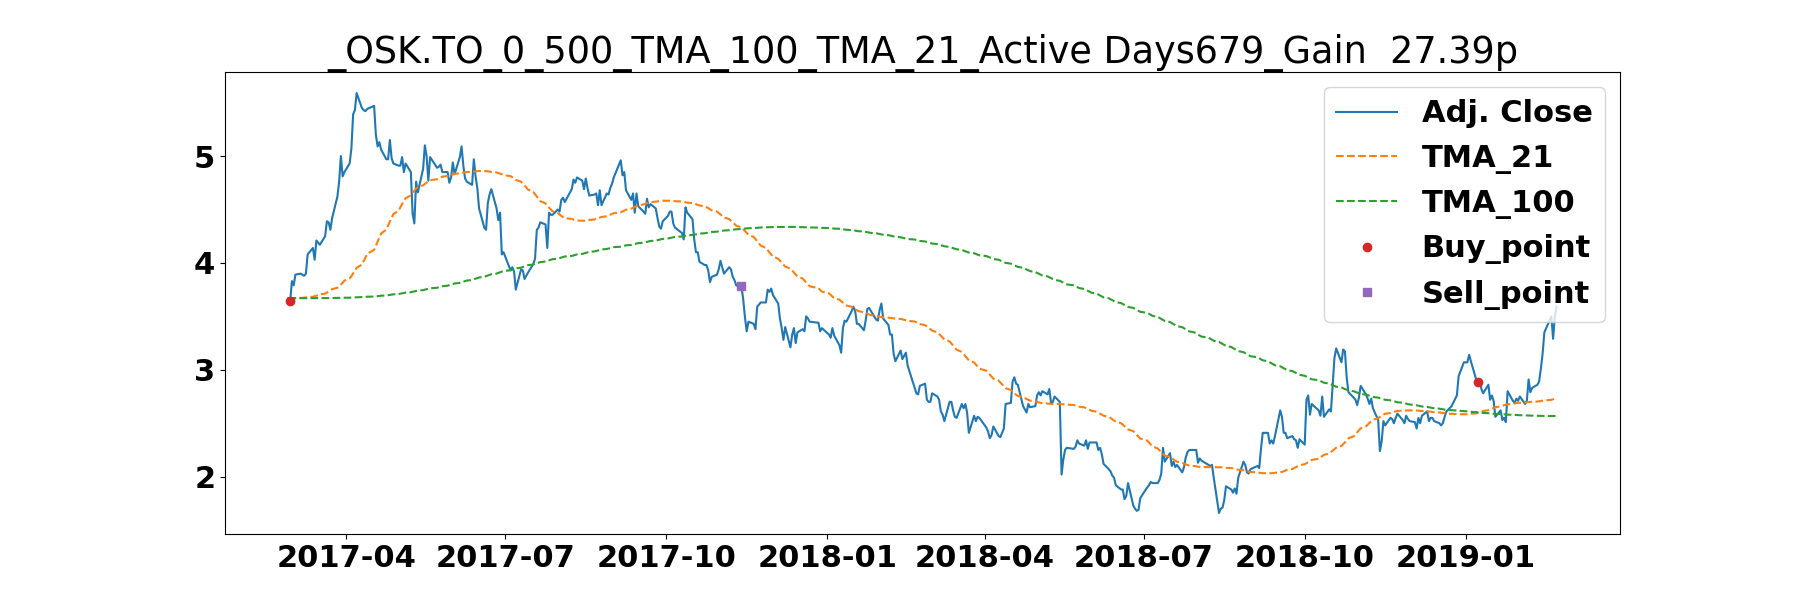 _OSK.TO_0_500_TMA_100_TMA_21_Active Days679_Gain  27.39p
Adj. Close
TMA_21
TMA_100
Buy_point
Sell_point
5
4
3
2
2017-04 2017-07 2017-10 2018-01 2018-04 2018-07 2018-10 2019-01